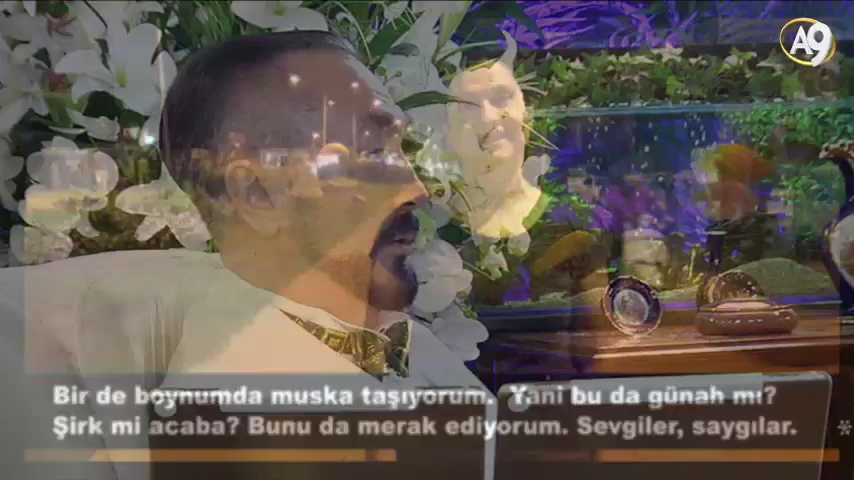 A9
Bir de boynumda muska taşıyorum. Yani bu da günah mı?
Şirk mi acaba? Bunu da merak ediyorum. Sevgiler, saygılar.